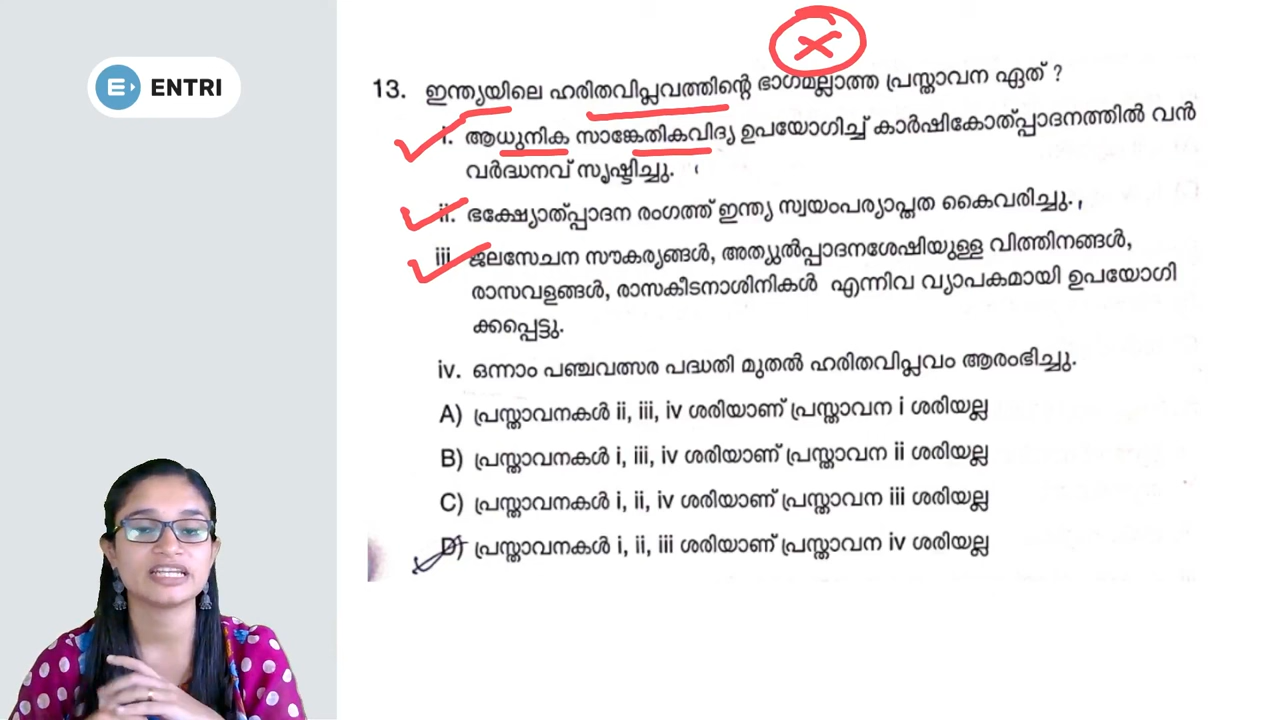 ENTRI
13. ഇന്ത്യയിലെ ഹരിതവിപ്ലവത്തിന്റെ ഭാഗമല്ലാത്ത പ്രസ്താവന ഏത് ?
i. ആധുനിക സാങ്കേതികവിദ്യ ഉപയോഗിച്ച് കാർഷികോത്പ്പാദനത്തിൽ വൻ
വർദ്ധനവ് സൃഷ്ടിച്ചു.
ii. ഭക്ഷ്യോത്പ്പാദന രംഗത്ത് ഇന്ത്യ സ്വയംപര്യാപ്തത കൈവരിച്ചു.
iii ജലസേചന സൗകര്യങ്ങൾ, അത്യുൽപ്പാദനശേഷിയുള്ള വിത്തിനങ്ങൾ,
രാസവളങ്ങൾ, രാസകീടനാശിനികൾ എന്നിവ വ്യാപകമായി ഉപയോഗി
ക്കപ്പെട്ടു.
iv. ഒന്നാം പഞ്ചവത്സര പദ്ധതി മുതൽ ഹരിതവിപ്ലവം ആരംഭിച്ചു.
A) പ്രസ്താവനകൾ ii, iii, iv ശരിയാണ് പ്രസ്താവന i ശരിയല്ല
B) പ്രസ്താവനകൾ i, iii, iv ശരിയാണ് പ്രസ്താവന ii ശരിയല്ല
C) പ്രസ്താവനകൾ i, ii, iv ശരിയാണ് പ്രസ്താവന iii ശരിയല്ല
D) പ്രസ്താവനകൾ i, ii, iii ശരിയാണ് പ്രസ്താവന iv ശരിയല്ല